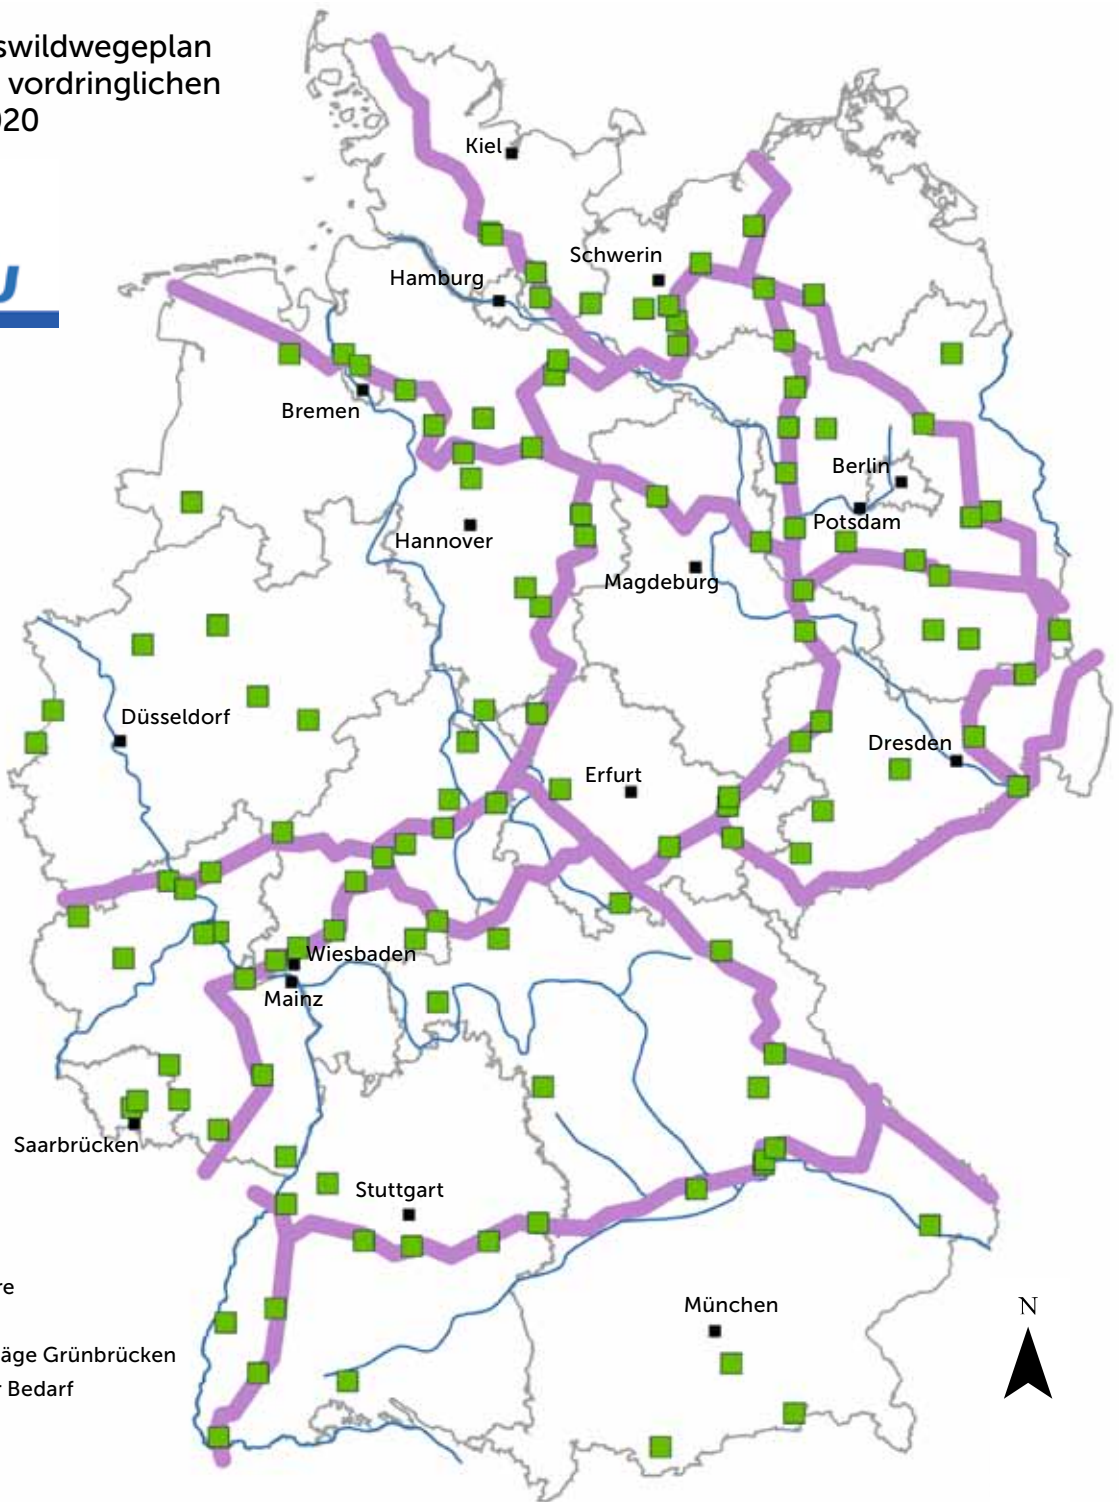 swildwegeplan
vordringlichen
020
U
Kiel
Schwerin
Hamburg
Bremen
Berlin
Potsdam
Hannover
Magdeburg
Düsseldorf
Dresden
Erfurt
Wiesbaden
Mainz
Saarbrücken
Stuttgart
re
München
N
äge Grünbrücken
r Bedarf